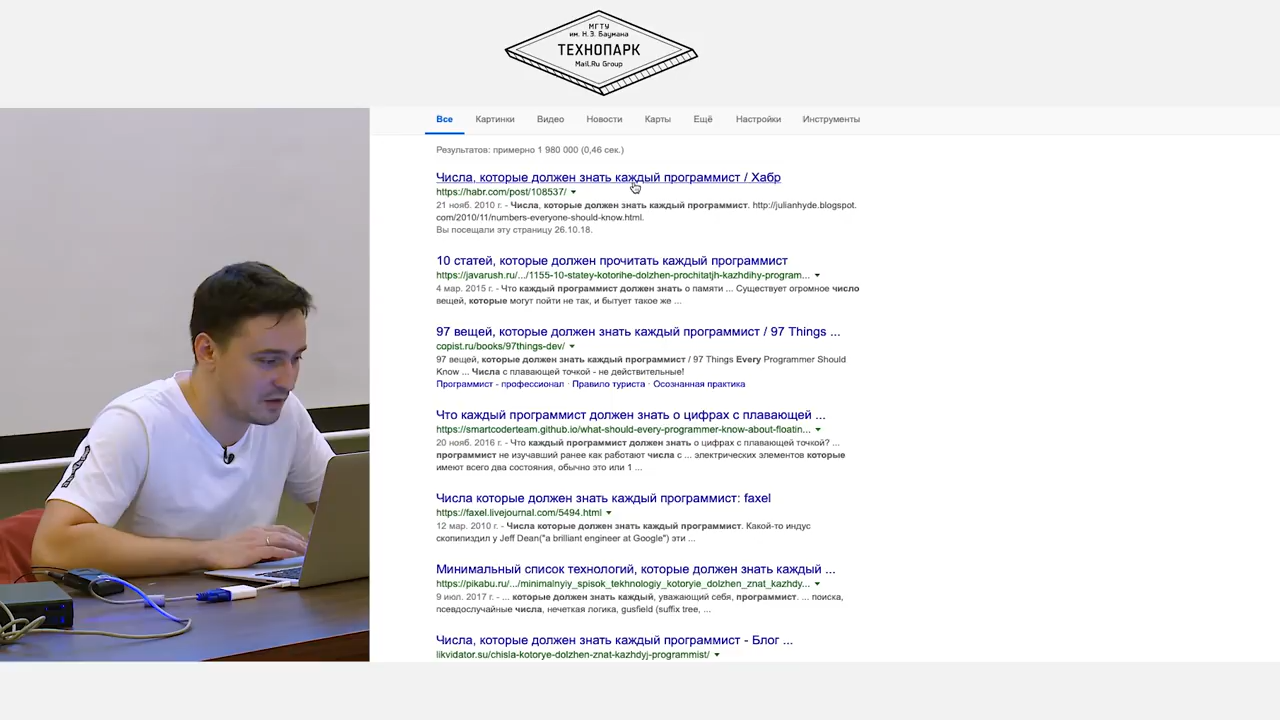 МГТУ
им. Н.Э. Баумана
ТЕХНОПАРК
Mail.Ru Group
Все Картинки Видео Новости Карты Ещё Настройки Инструменты
Результатов: примерно 1 980 000 (0,46 сек.)
Числа, которые должен знать каждый программист / Хабр
https://habr.com/post/108537/
21 нояб. 2010 г. - Числа, которые должен знать каждый программист. http://julianhyde.blogspot.
com/2010/11/numbers-everyone-should-know.html.
Вы посещали эту страницу 26.10.18.
10 статей, которые должен прочитать каждый программист
https://javarush.ru/.../1155-10-statey-kotorihe-dolzhen-prochitatjh-kazhdihy-program...
4 мар. 2015 г. - Что каждый программист должен знать о памяти ... Существует огромное число
вещей, которые могут пойти не так, и бытует такое же ...
97 вещей, которые должен знать каждый программист / 97 Things ...
copist.ru/books/97things-dev/
97 вещей, которые должен знать каждый программист / 97 Things Every Programmer Should
Know ... Числа с плавающей точкой - не действительные!
Программист - профессионал · Правило туриста · Осознанная практика
Что каждый программист должен знать о цифрах с плавающей ...
https://smartcoderteam.github.io/what-should-every-programmer-know-about-floatin...
20 нояб. 2016 г. - Что каждый программист должен знать о цифрах с плавающей точкой? ...
программист не изучивший ранее как работают числа с ... электрических элементов которые
имеют всего два состояния, обычно это или 1 ...
Числа которые должен знать каждый программист: faxel
https://faxel.livejournal.com/5494.html
12 мар. 2010 г. - Числа которые должен знать каждый программист. Какой-то индус
скопипиздил у Jeff Dean("a brilliant engineer at Google") эти ...
Минимальный список технологий, которые должен знать каждый ...
https://pikabu.ru/.../minimalnyiy_spisok_tekhnologiy_kotoryie_dolzhen_znat_kazhdy...
9 июл. 2017 г. - ... которые должен знать каждый, уважающий себя, программист. ... поиска,
псевдослучайные числа, нечеткая логика, gusfield (suffix tree, ...
Числа, которые должен знать каждый программист - Блог ...
likvidator.su/chisla-kotorye-dolzhen-znat-kazhdyj-programmist/